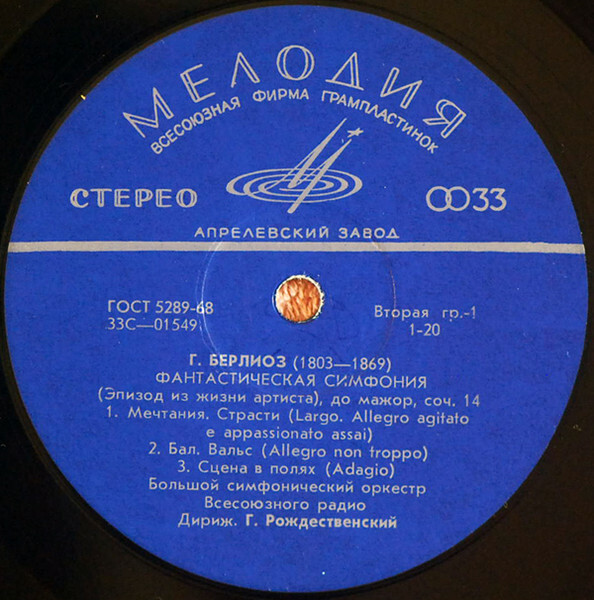 МЕЛОДИЯ
ВСЕСОЮЗНАЯ ФИРМА ГРАМПЛАСТИНОК
СТЕРЕО
33
АПРЕЛЕВСКИЙ ЗАВОД
ГОСТ 5289-68
Вторая гр.-1
33С—01549
1-20
Г. БЕРЛИОЗ (1803—1869)
ФАНТАСТИЧЕСКАЯ СИМФОНИЯ
(Эпизод из жизни артиста), до мажор, соч. 14
1. Мечтания. Страсти (Largo. Allegro agitato
e appassionato assai)
2. Бал. Вальс (Allegro non troppo)
3. Сцена в полях (Adagio)
Большой симфонический оркестр
Всесоюзного радио
Дириж. Г. Рождественский